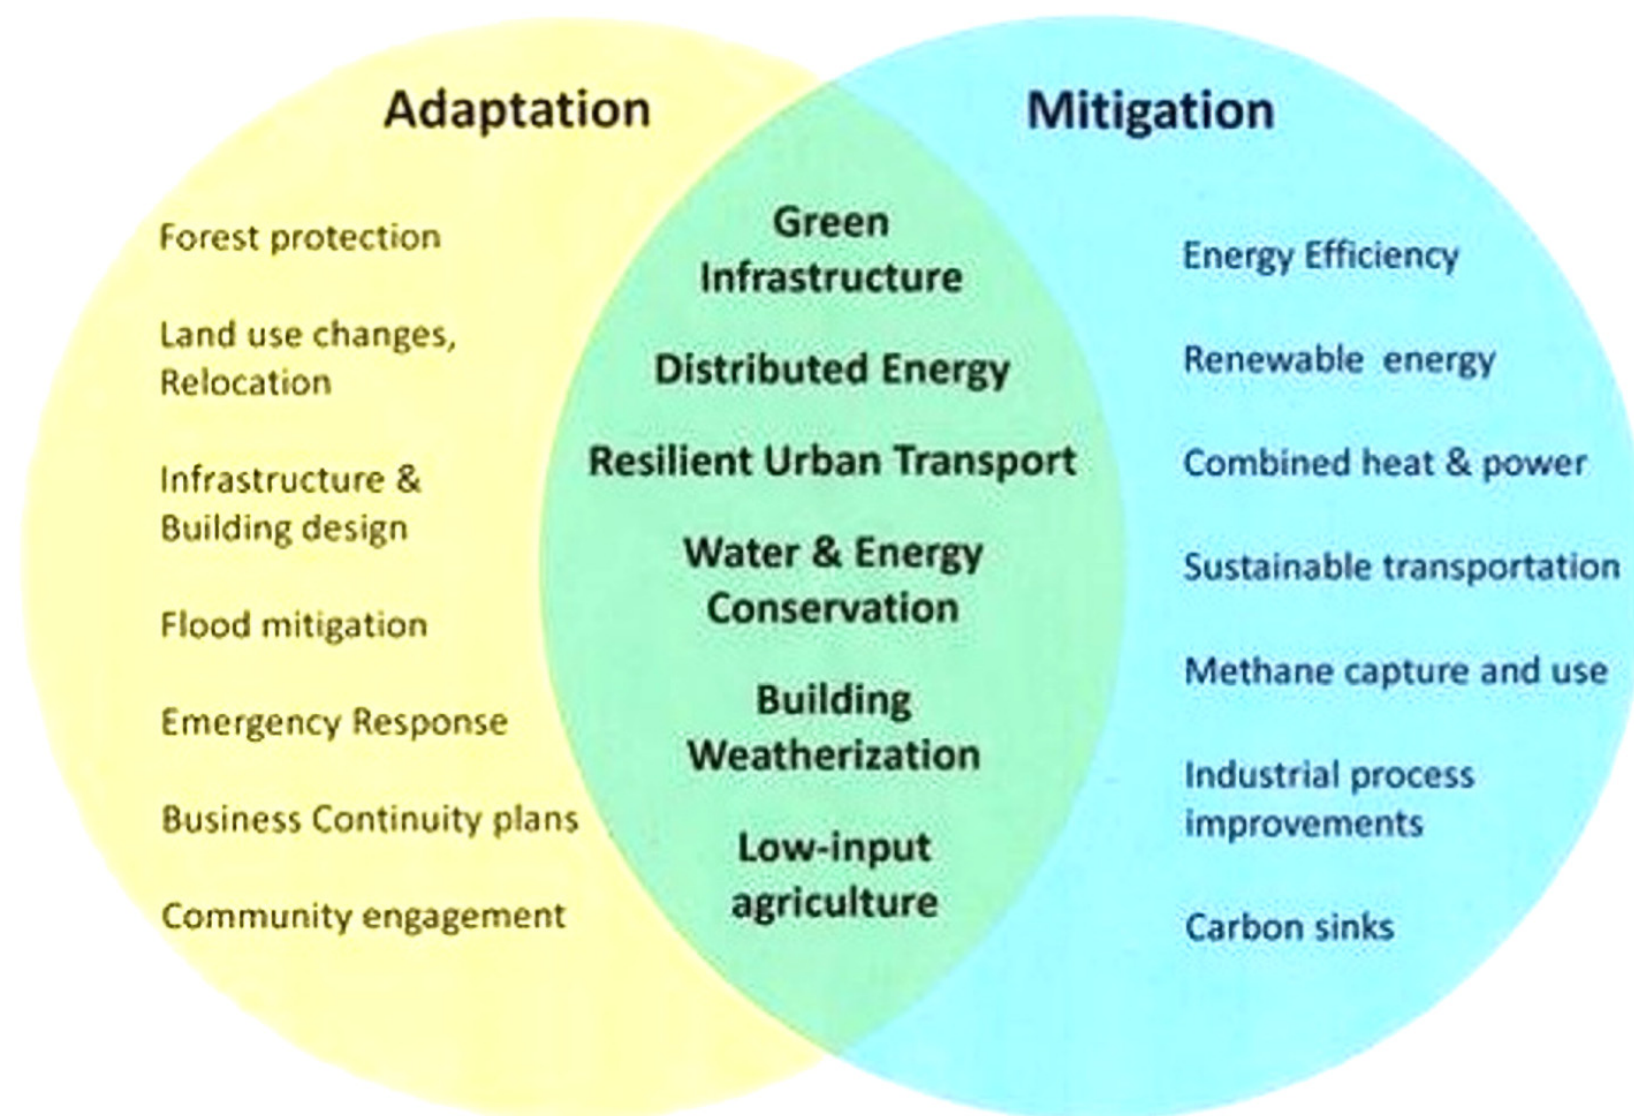 Adaptation
Forest protection
Land use changes,
Relocation
Infrastructure &
Building design
Flood mitigation
Emergency Response
Business Continuity plans
Community engagement
Green
Infrastructure
Distributed Energy
Resilient Urban Transport
Water & Energy
Conservation
Building
Weatherization
Low-input
agriculture
Mitigation
Energy Efficiency
Renewable energy
Combined heat & power
Sustainable transportation
Methane capture and use
Industrial process
improvements
Carbon sinks